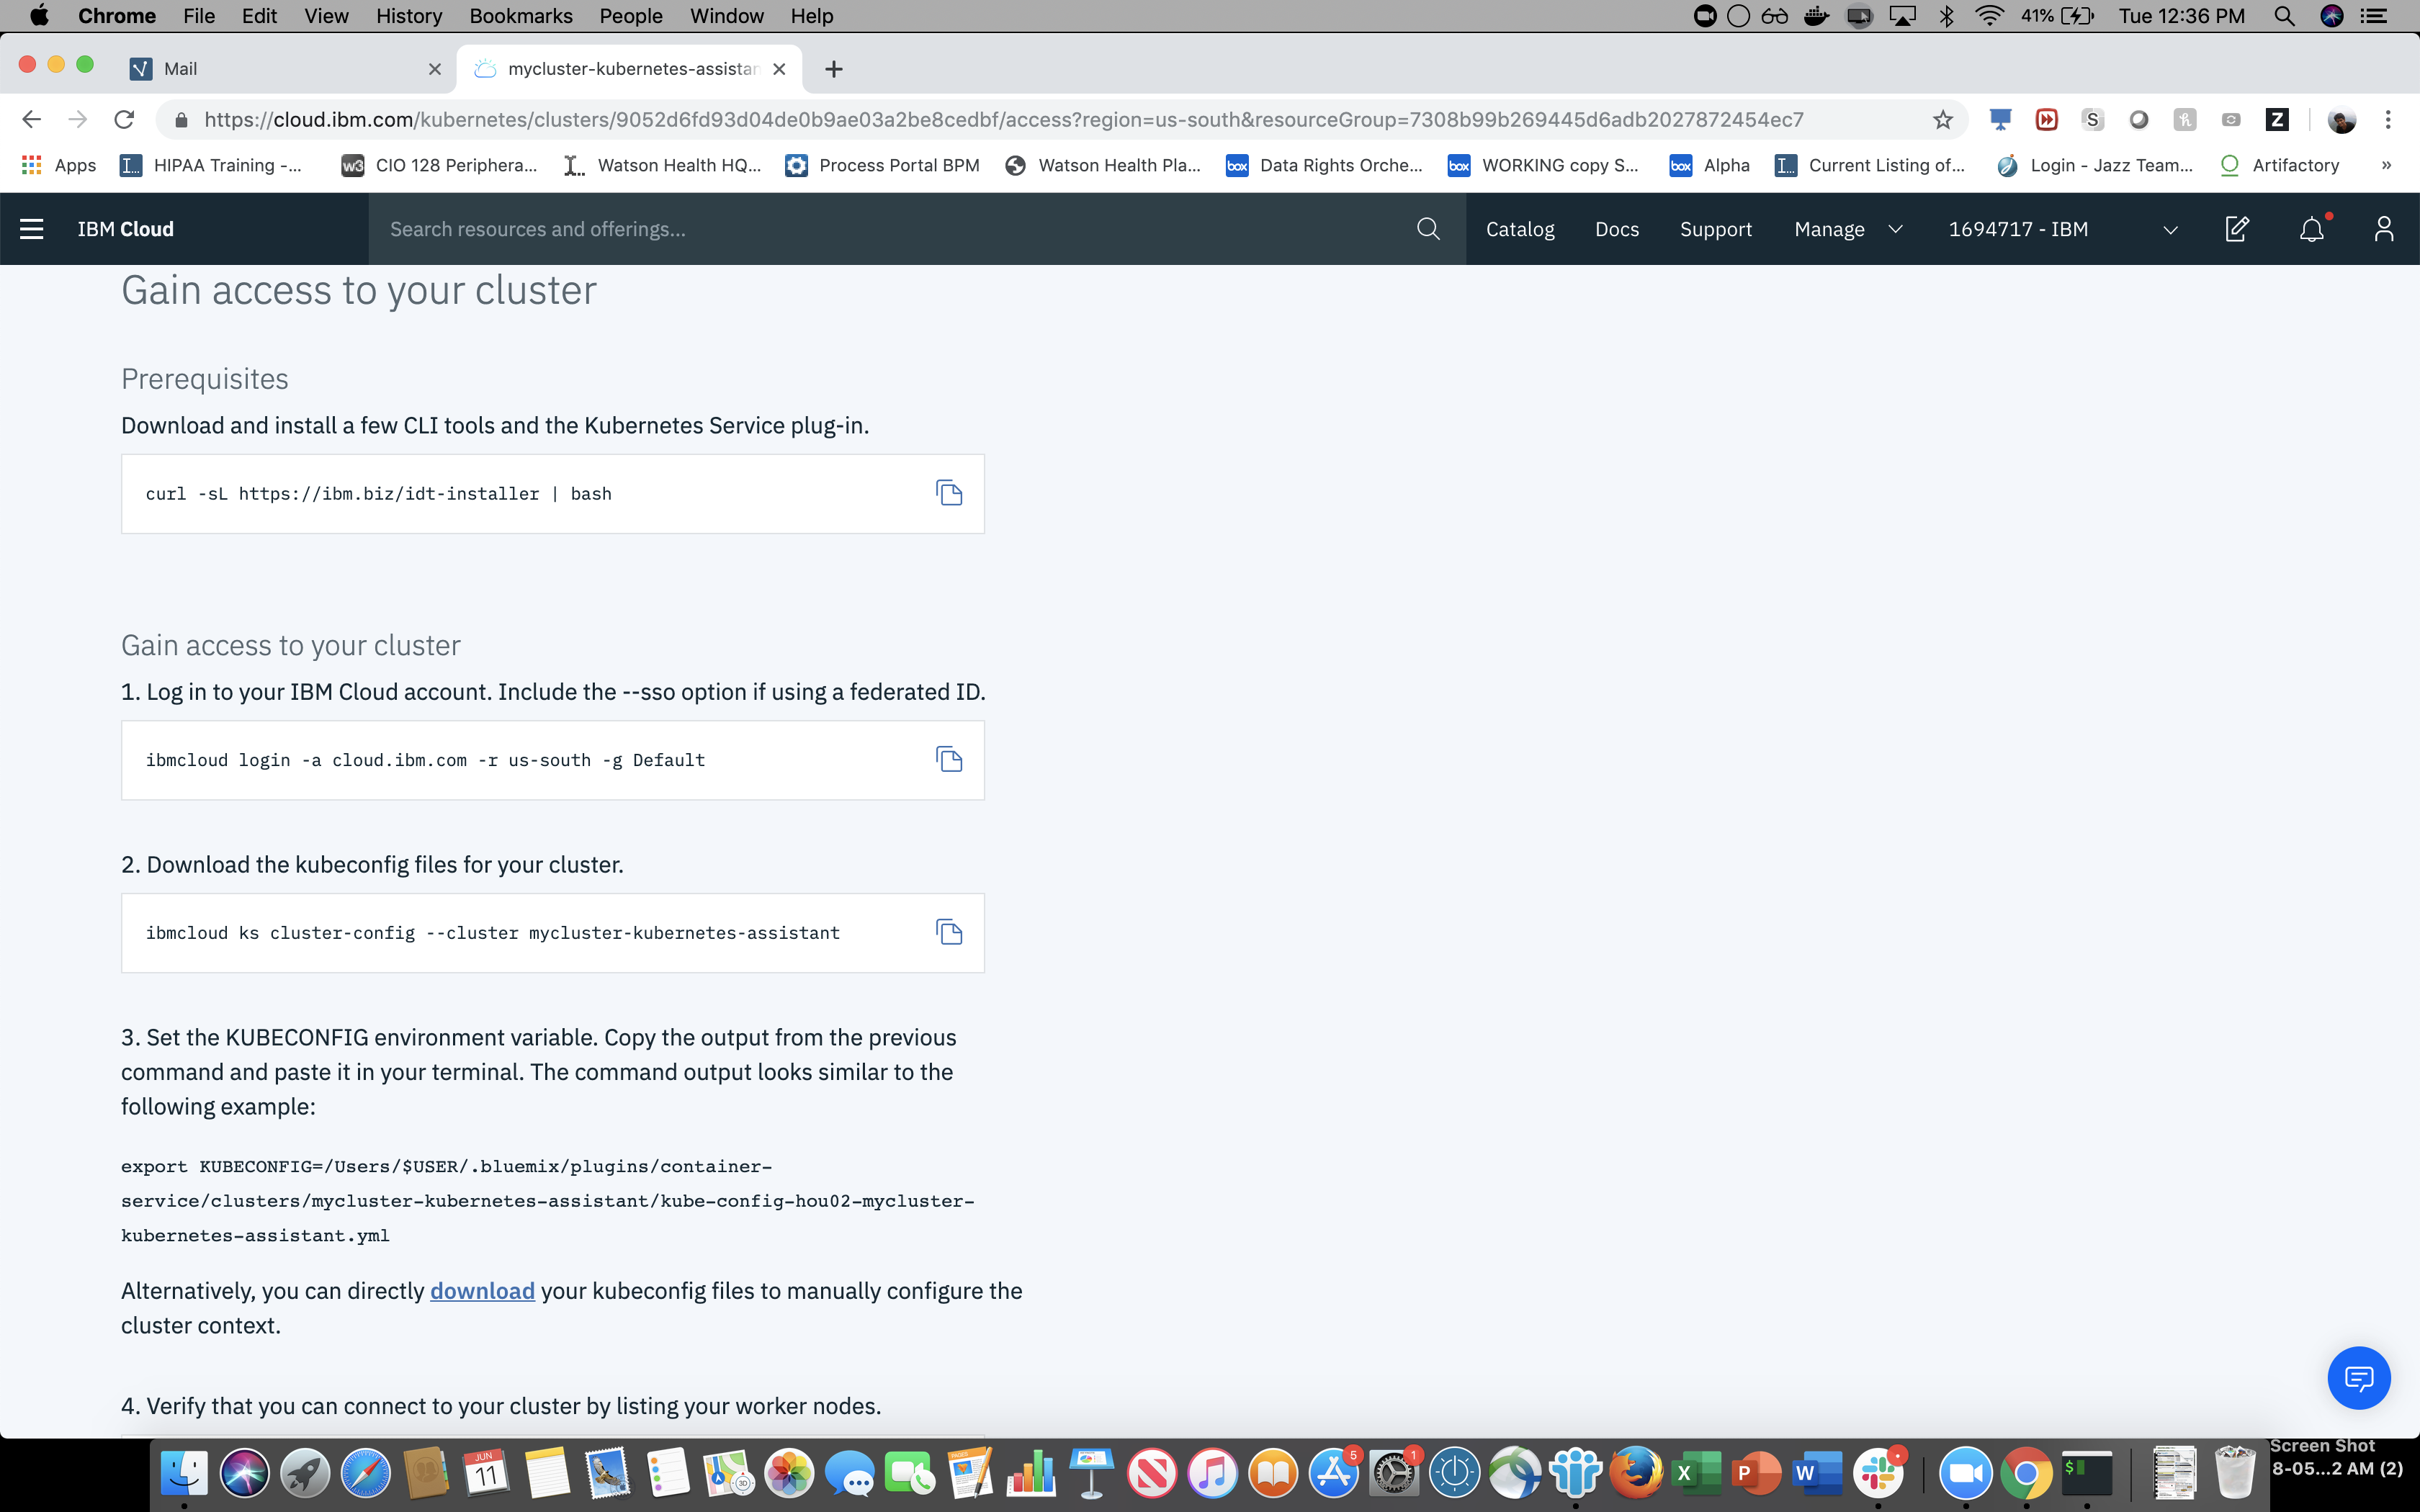 Chrome File Edit View History Bookmarks People Window Help 41% Tue 12:36 PM
Mail mycluster-kubernetes-assistan
https://cloud.ibm.com/kubernetes/clusters/9052d6fd93d04de0b9ae03a2be8cedbf/access?region=us-south&resourceGroup=7308b99b269445d6adb2027872454ec7
Apps HIPAA Training -... w3 CIO 128 Periphera... Watson Health HQ... Process Portal BPM Watson Health Pla... box Data Rights Orche... box WORKING copy S... box Alpha Current Listing of... Login - Jazz Team... Artifactory »
IBM Cloud Search resources and offerings... Catalog Docs Support Manage 1694717 - IBM
Gain access to your cluster
Prerequisites
Download and install a few CLI tools and the Kubernetes Service plug-in.
curl -sL https://ibm.biz/idt-installer | bash
Gain access to your cluster
1. Log in to your IBM Cloud account. Include the --sso option if using a federated ID.
ibmcloud login -a cloud.ibm.com -r us-south -g Default
2. Download the kubeconfig files for your cluster.
ibmcloud ks cluster-config --cluster mycluster-kubernetes-assistant
3. Set the KUBECONFIG environment variable. Copy the output from the previous
command and paste it in your terminal. The command output looks similar to the
following example:
export KUBECONFIG=/Users/$USER/.bluemix/plugins/container-
service/clusters/mycluster-kubernetes-assistant/kube-config-hou02-mycluster-
kubernetes-assistant.yml
Alternatively, you can directly download your kubeconfig files to manually configure the
cluster context.
4. Verify that you can connect to your cluster by listing your worker nodes.
Screen Shot
8-05...2 AM (2)
JUN
11
5
1